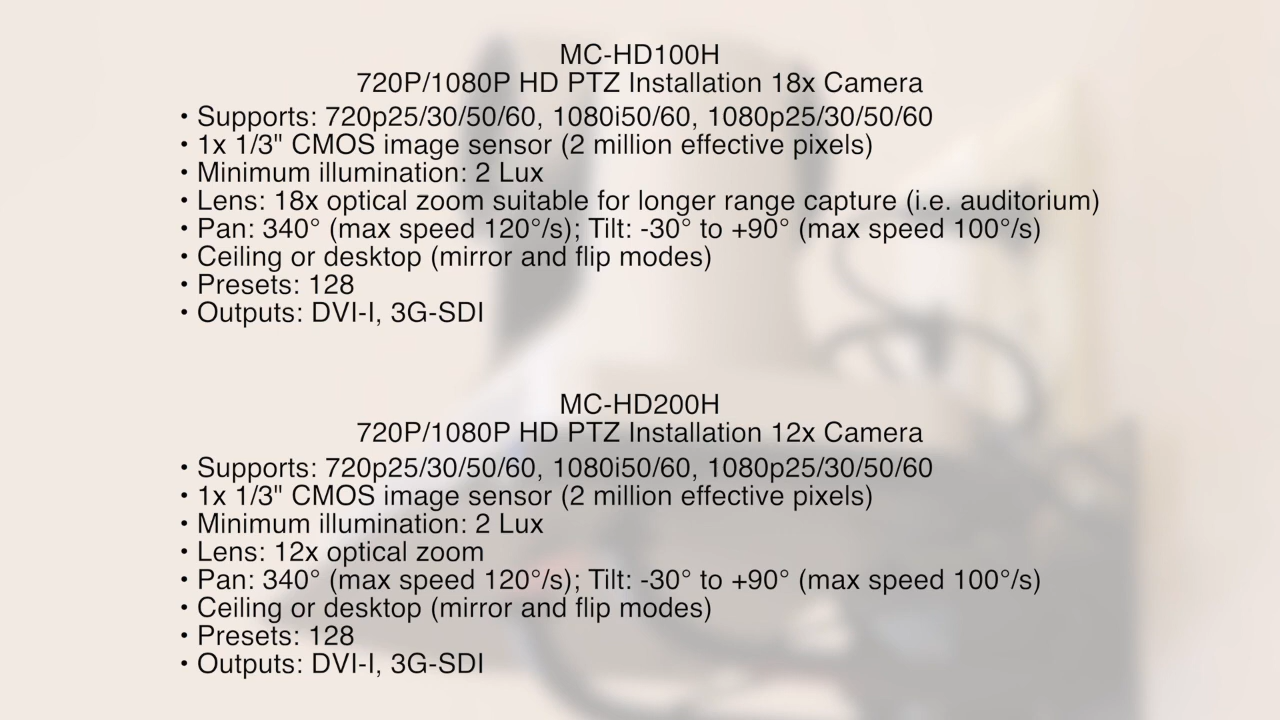 MC-HD100H
720P/1080P HD PTZ Installation 18x Camera
• Supports: 720p25/30/50/60, 1080i50/60, 1080p25/30/50/60
• 1x 1/3" CMOS image sensor (2 million effective pixels)
• Minimum illumination: 2 Lux
• Lens: 18x optical zoom suitable for longer range capture (i.e. auditorium)
• Pan: 340° (max speed 120°/s); Tilt: -30° to +90° (max speed 100°/s)
• Ceiling or desktop (mirror and flip modes)
• Presets: 128
• Outputs: DVI-I, 3G-SDI
MC-HD200H
720P/1080P HD PTZ Installation 12x Camera
• Supports: 720p25/30/50/60, 1080i50/60, 1080p25/30/50/60
• 1x 1/3" CMOS image sensor (2 million effective pixels)
• Minimum illumination: 2 Lux
• Lens: 12x optical zoom
• Pan: 340° (max speed 120°/s); Tilt: -30° to +90° (max speed 100°/s)
• Ceiling or desktop (mirror and flip modes)
• Presets: 128
• Outputs: DVI-I, 3G-SDI